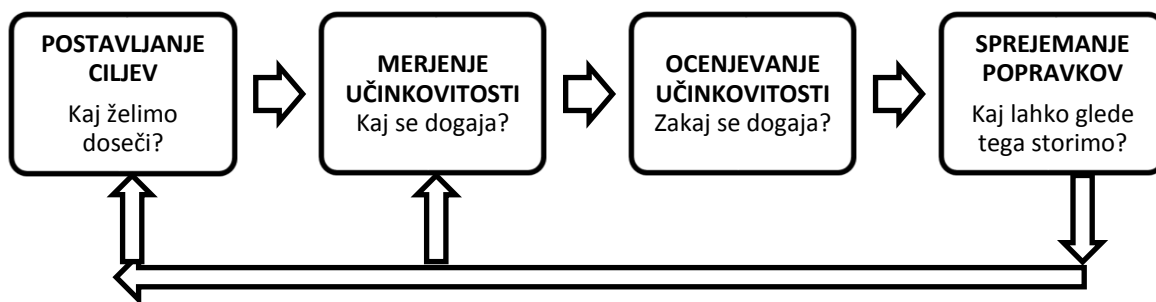 POSTAVLJANJE
CILJEV
Kaj želimo
doseči?
MERJENJE
UČINKOVITOSTI
Kaj se dogaja?
OCENJEVANJE
UČINKOVITOSTI
Zakaj se dogaja?
SPREJEMANJE
POPRAVKOV
Kaj lahko glede
tega storimo?